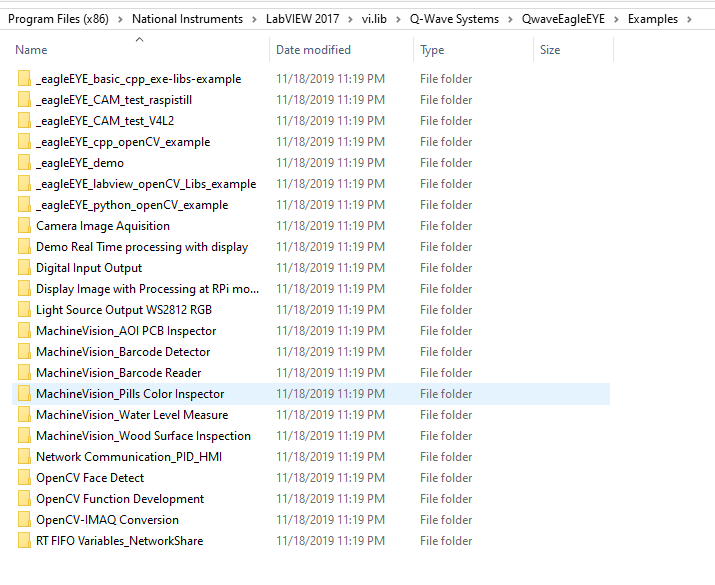 Program Files (x86) > National Instruments > LabVIEW 2017 > vi.lib > Q-Wave Systems > QwaveEagleEYE > Examples >
Name Date modified Type Size
_eagleEYE_basic_cpp_exe-libs-example 11/18/2019 11:19 PM File folder
_eagleEYE_CAM_test_raspistill 11/18/2019 11:19 PM File folder
_eagleEYE_CAM_test_V4L2 11/18/2019 11:19 PM File folder
_eagleEYE_cpp_openCV_example 11/18/2019 11:19 PM File folder
_eagleEYE_demo 11/18/2019 11:19 PM File folder
_eagleEYE_labview_openCV_Libs_example 11/18/2019 11:19 PM File folder
_eagleEYE_python_openCV_example 11/18/2019 11:19 PM File folder
Camera Image Aquisition 11/18/2019 11:19 PM File folder
Demo Real Time processing with display 11/18/2019 11:19 PM File folder
Digital Input Output 11/18/2019 11:19 PM File folder
Display Image with Processing at RPi mo... 11/18/2019 11:19 PM File folder
Light Source Output WS2812 RGB 11/18/2019 11:19 PM File folder
MachineVision_AOI PCB Inspector 11/18/2019 11:19 PM File folder
MachineVision_Barcode Detector 11/18/2019 11:19 PM File folder
MachineVision_Barcode Reader 11/18/2019 11:19 PM File folder
MachineVision_Pills Color Inspector 11/18/2019 11:19 PM File folder
MachineVision_Water Level Measure 11/18/2019 11:19 PM File folder
MachineVision_Wood Surface Inspection 11/18/2019 11:19 PM File folder
Network Communication_PID_HMI 11/18/2019 11:19 PM File folder
OpenCV Face Detect 11/18/2019 11:19 PM File folder
OpenCV Function Development 11/18/2019 11:19 PM File folder
OpenCV-IMAQ Conversion 11/18/2019 11:19 PM File folder
RT FIFO Variables_NetworkShare 11/18/2019 11:19 PM File folder